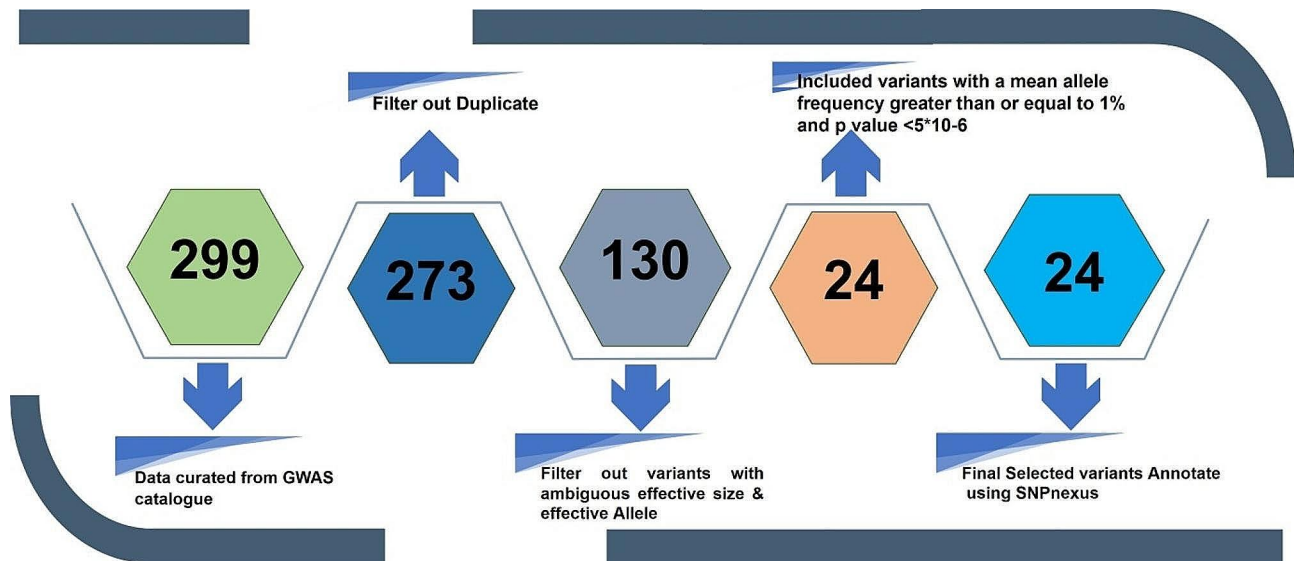 299
Data curated from GWAS
catalogue
Filter out Duplicate
273
130
Filter out variants with
ambiguous effective size &
effective Allele
Included variants with a mean allele
frequency greater than or equal to 1%
and p value <5*10-6
24
24
Final Selected variants Annotate
using SNPnexus